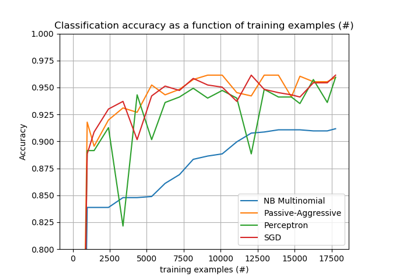 Classification accuracy as a function of training examples (#)
1.000
0.975
0.950
0.925
0.900
0.875
0.850
0.825
0.800
Accuracy
NB Multinomial
Passive-Aggressive
Perceptron
SGD
0 2500 5000 7500 10000 12500 15000 17500
training examples (#)